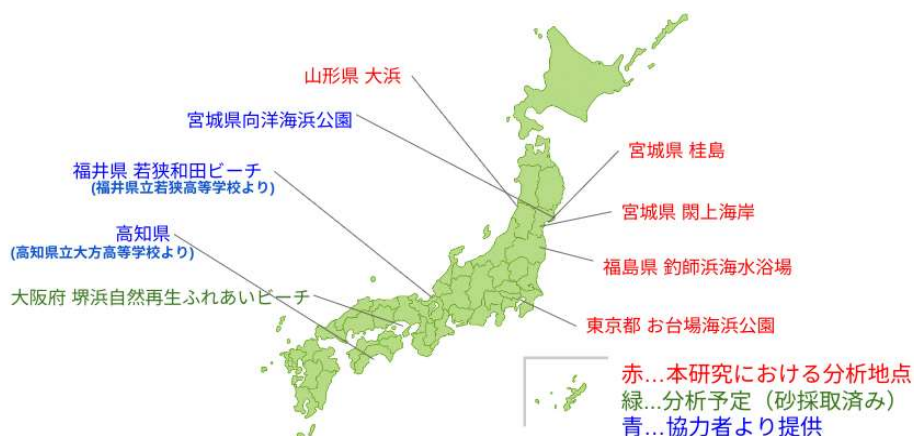 山形県 大浜
宮城県向洋海浜公園
宮城県 桂島
福井県 若狭和田ビーチ
(福井県立若狭高等学校より)
宮城県 閖上海岸
高知県
(高知県立大方高等学校より)
福島県 釣師浜海水浴場
大阪府 堺浜自然再生ふれあいビーチ
東京都 お台場海浜公園
赤…本研究における分析地点
緑…分析予定（砂採取済み）
青…協力者より提供